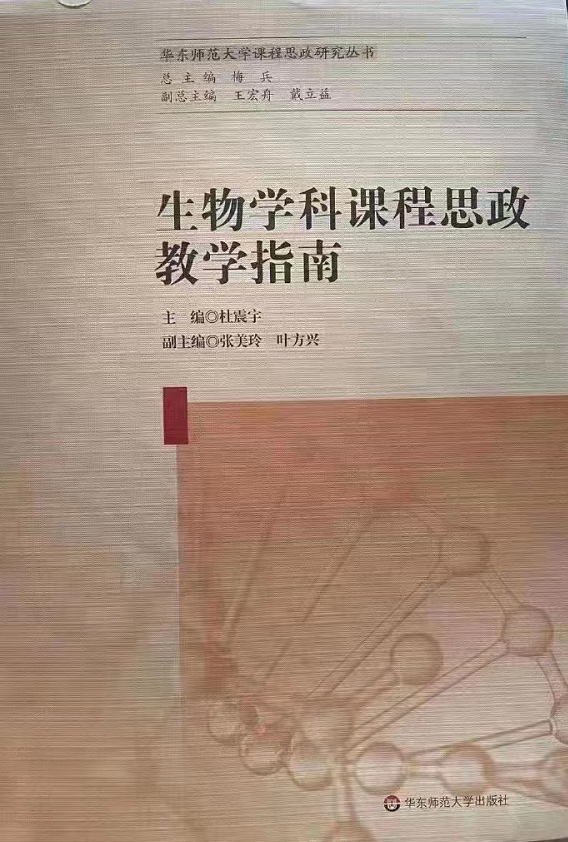 华东师范大学课程思政研究丛书
总 主 编 梅 兵
副总主编 王宏舟 戴立益
生物学科课程思政
教学指南
主 编◎杜震宇
副主编◎张美玲 叶方兴
华东师范大学出版社